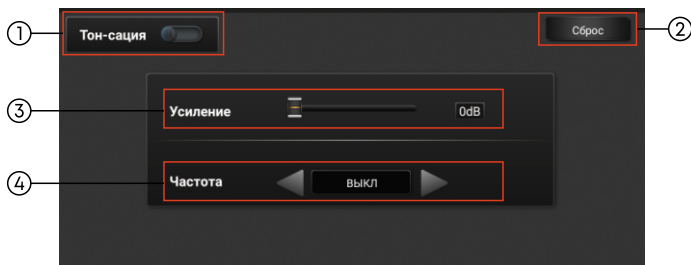 ① Тон-сация
Сброс ②
③ Усиление 0dB
④ Частота ВЫКЛ